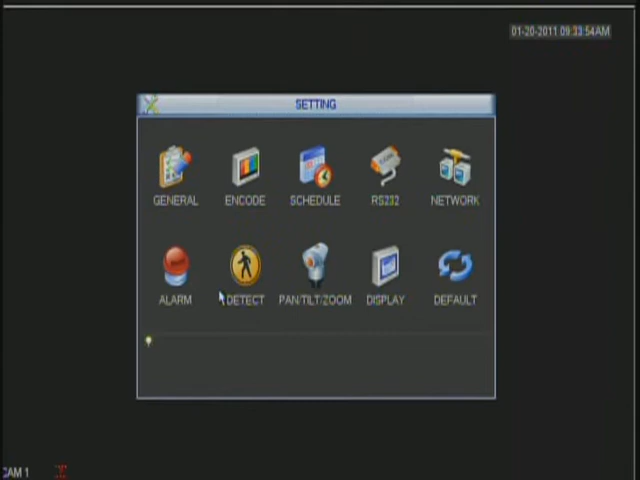 01-20-2011 09:33:54AM
SETTING
GENERAL ENCODE SCHEDULE RS232 NETWORK
ALARM DETECT PAN/TILT/ZOOM DISPLAY DEFAULT
CAM 1